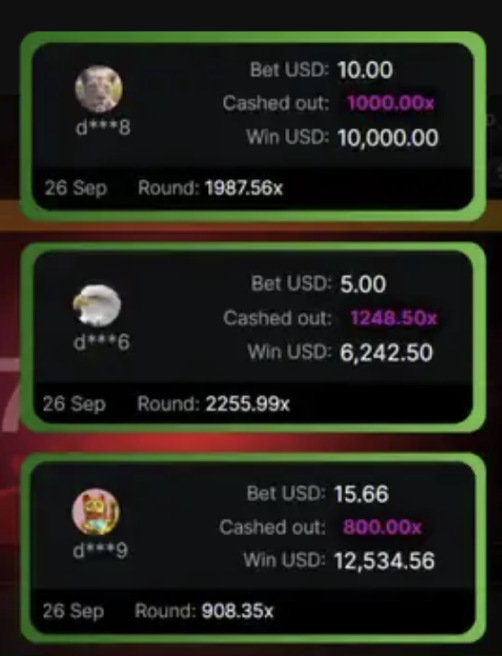 Bet USD: 10.00
Cashed out: 1000.00x
d***8
Win USD: 10,000.00
26 Sep Round: 1987.56x
Bet USD: 5.00
Cashed out: 1248.50x
d***6
Win USD: 6,242.50
26 Sep Round: 2255.99x
Bet USD: 15.66
Cashed out: 800.00x
d***9
Win USD: 12,534.56
26 Sep Round: 908.35x